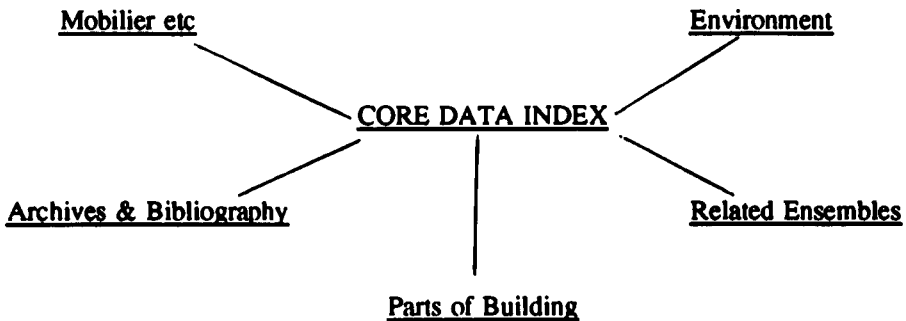 Mobilier etc
Environment
CORE DATA INDEX
Archives & Bibliography
Related Ensembles
Parts of Building